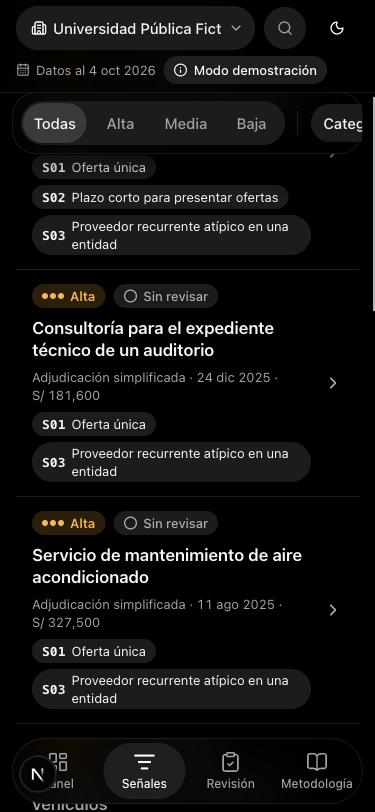 Universidad Pública Fict
Datos al 4 oct 2026
Modo demostración
Todas
Alta
Media
Baja
Categ
S01 Oferta única
S02 Plazo corto para presentar ofertas
S03 Proveedor recurrente atípico en una
entidad
Alta
Sin revisar
Consultoría para el expediente
técnico de un auditorio
Adjudicación simplificada · 24 dic 2025 ·
S/ 181,600
S01 Oferta única
S03 Proveedor recurrente atípico en una
entidad
Alta
Sin revisar
Servicio de mantenimiento de aire
acondicionado
Adjudicación simplificada · 11 ago 2025 ·
S/ 327,500
S01 Oferta única
S03 Proveedor recurrente atípico en una
entidad
N
anel
Señales
Revisión
Metodología
vehículos